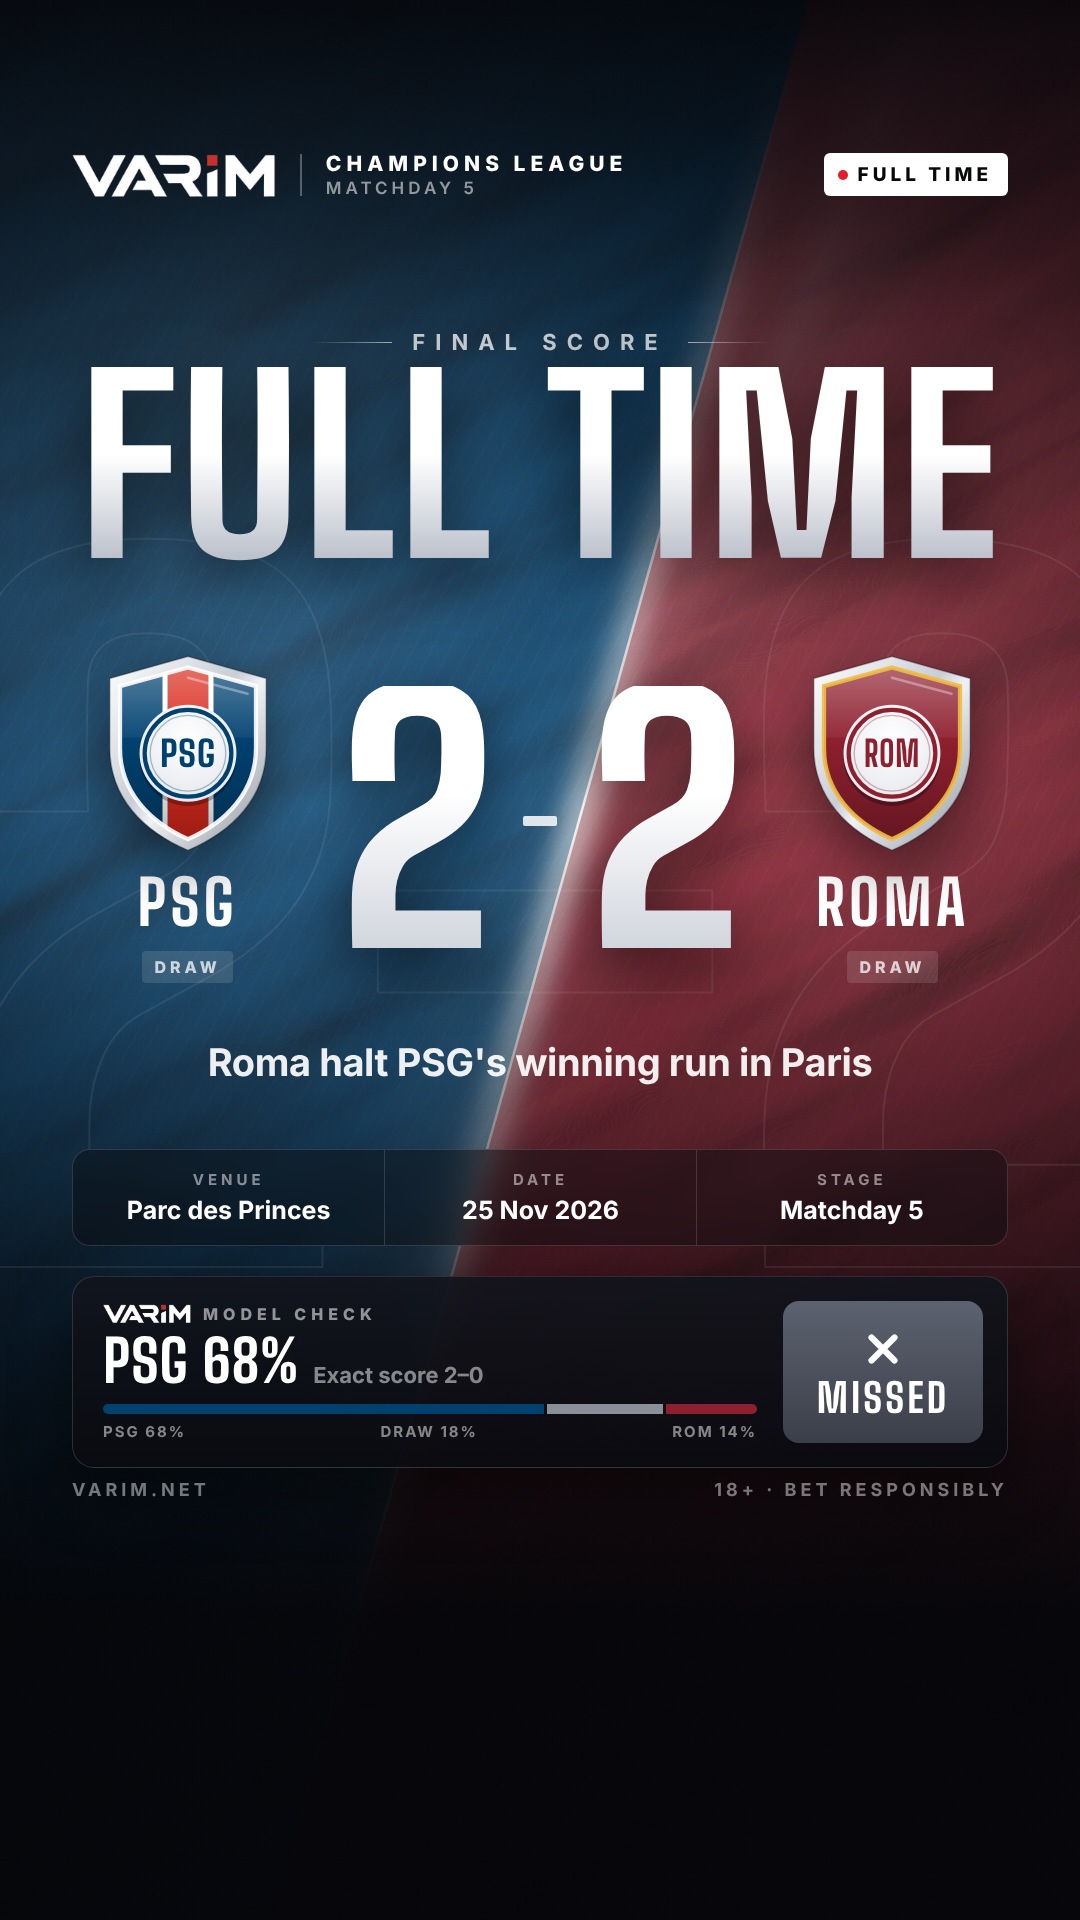 VARiM
CHAMPIONS LEAGUE
MATCHDAY 5
FULL TIME
FINAL SCORE
FULL TIME
PSG
2-2
ROM
PSG
ROMA
DRAW
DRAW
Roma halt PSG's winning run in Paris
VENUE
Parc des Princes
DATE
25 Nov 2026
STAGE
Matchday 5
VARiM MODEL CHECK
PSG 68% Exact score 2–0
PSG 68% DRAW 18% ROM 14%
MISSED
VARIM.NET
18+ · BET RESPONSIBLY